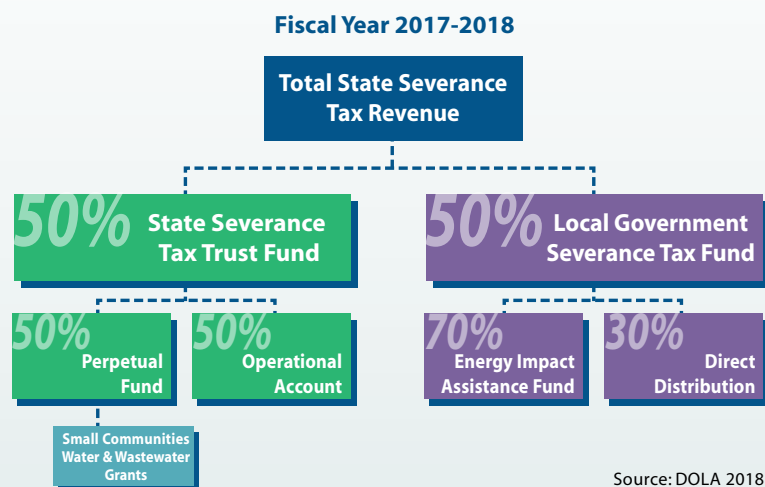 Fiscal Year 2017-2018
Total State Severance
Tax Revenue
50%
State Severance
Tax Trust Fund
50%
Local Government
Severance Tax Fund
50%
Perpetual
Fund
50%
Operational
Account
70%
Energy Impact
Assistance Fund
30%
Direct
Distribution
Small Communities
Water & Wastewater
Grants
Source: DOLA 2018